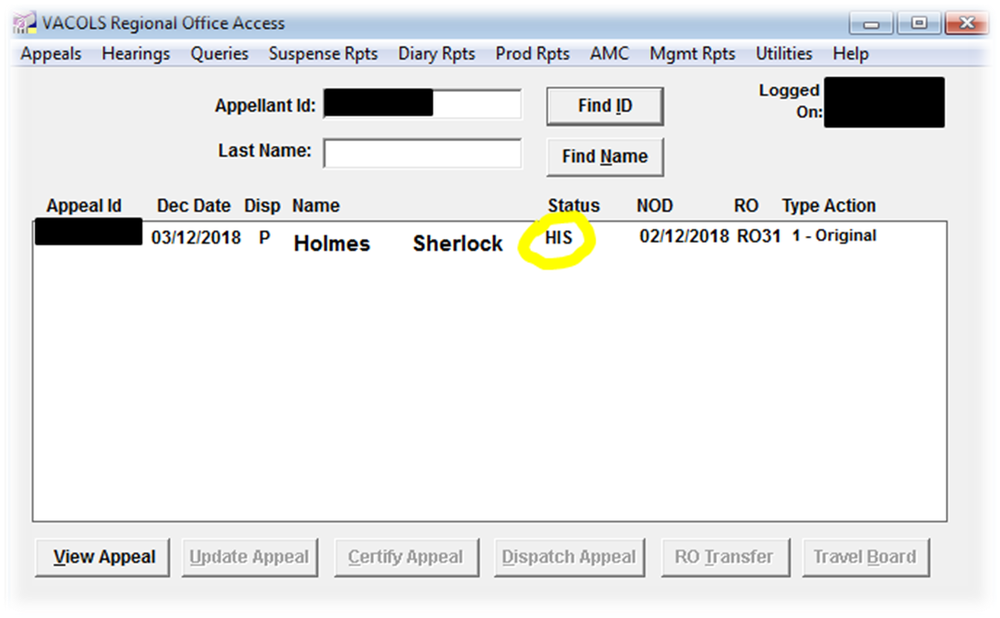 VACOLS Regional Office Access
Appeals Hearings Queries Suspense Rpts Diary Rpts Prod Rpts AMC Mgmt Rpts Utilities Help
Appellant Id: Find ID Logged On:
Last Name: Find Name
Appeal Id Dec Date Disp Name Status NOD RO Type Action
03/12/2018 P Holmes Sherlock HIS 02/12/2018 RO31 1 - Original
View Appeal Update Appeal Certify Appeal Dispatch Appeal RO Transfer Travel Board